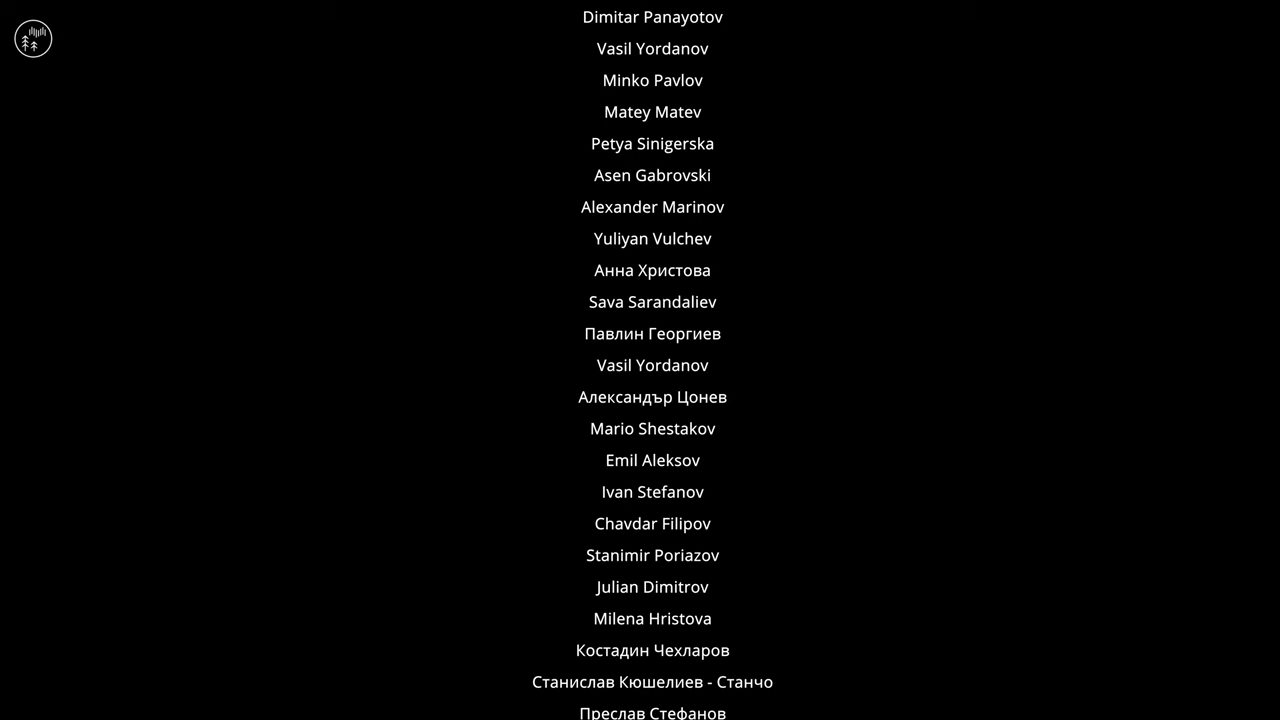 Dimitar Panayotov
Vasil Yordanov
Minko Pavlov
Matey Matev
Petya Sinigerska
Asen Gabrovski
Alexander Marinov
Yuliyan Vulchev
Анна Христова
Sava Sarandaliev
Павлин Георгиев
Vasil Yordanov
Александър Цонев
Mario Shestakov
Emil Aleksov
Ivan Stefanov
Chavdar Filipov
Stanimir Poriazov
Julian Dimitrov
Milena Hristova
Костадин Чехларов
Станислав Кюшелиев - Станчо
Преслав Стефанов